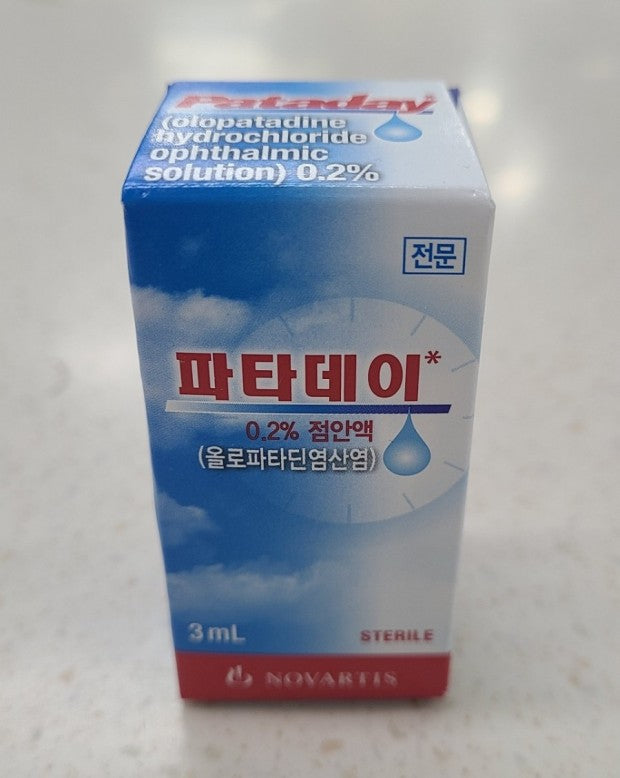 Pataday*
(olopatadine
hydrochloride
ophthalmic
solution) 0.2%
전문
파타데이*
0.2% 점안액
(올로파타딘염산염)
3 mL
STERILE
NOVARTIS